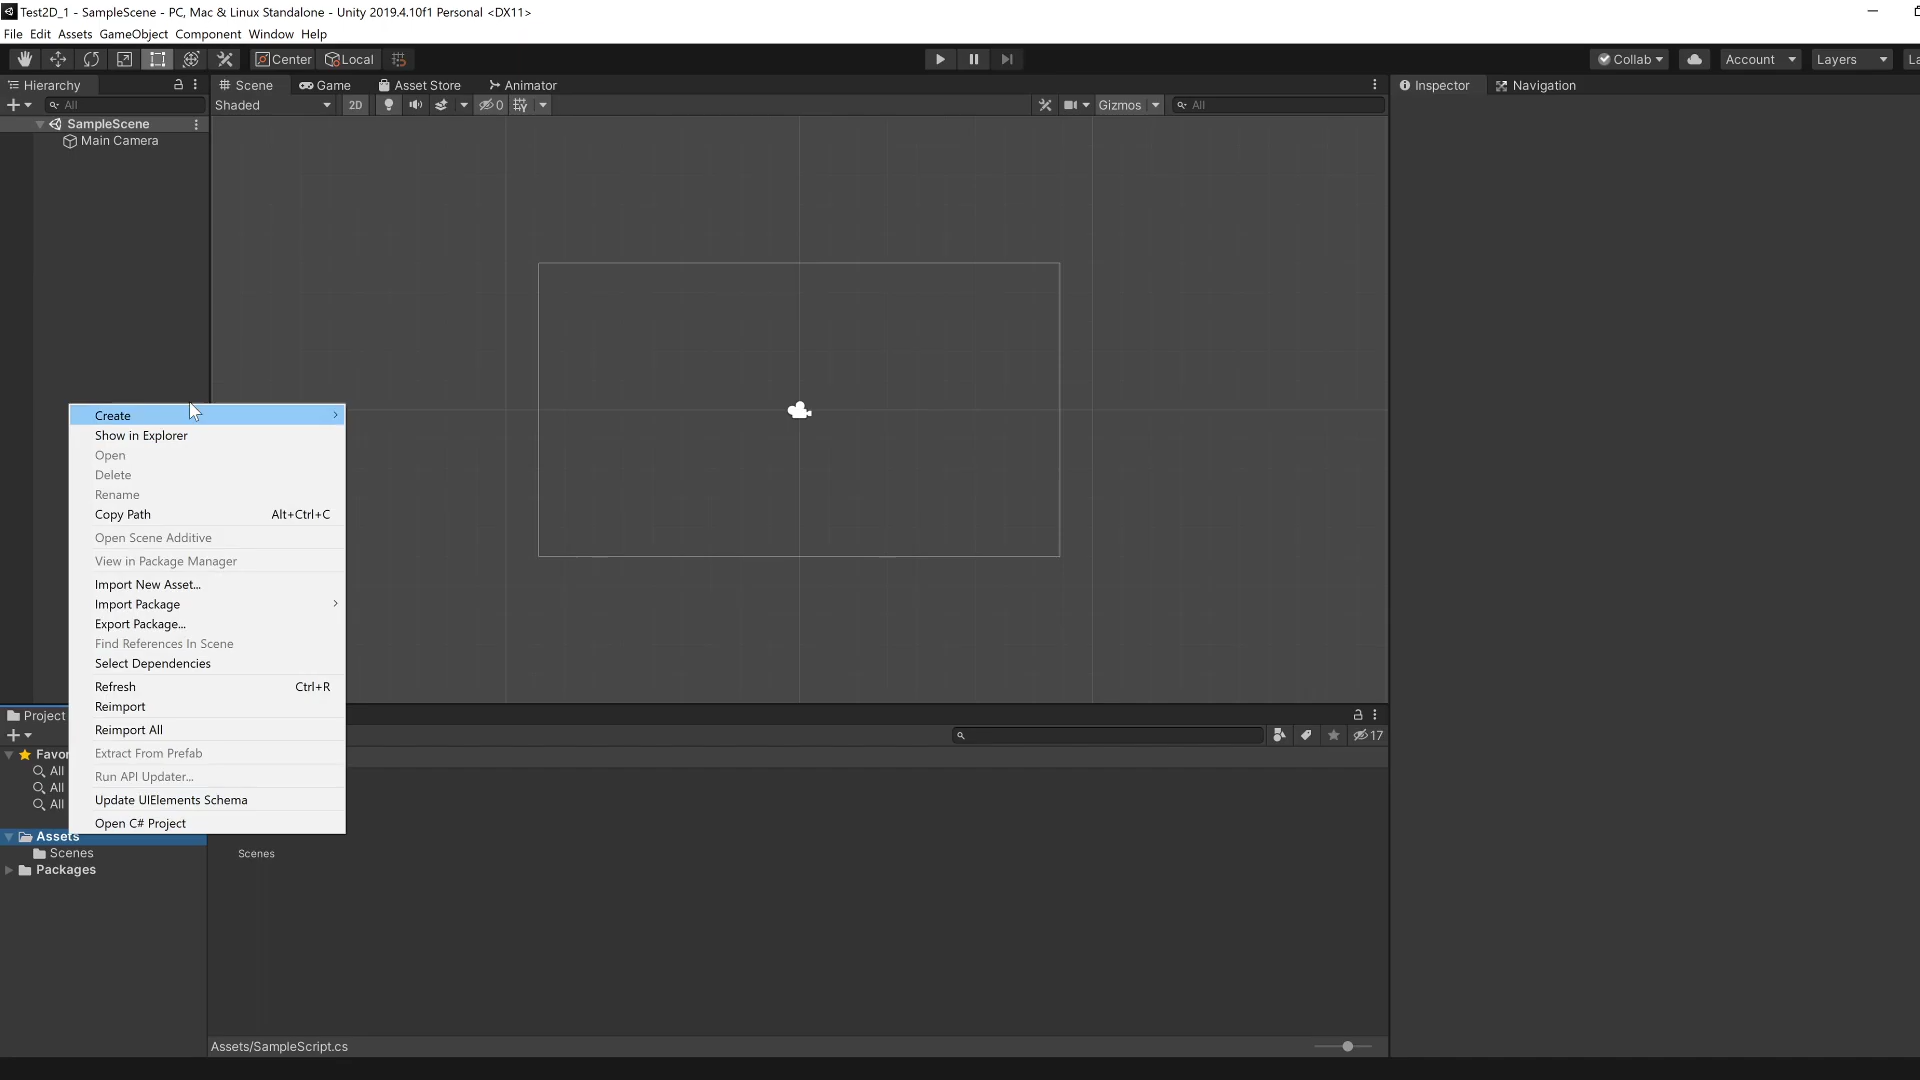 Test2D_1 - SampleScene - PC, Mac & Linux Standalone - Unity 2019.4.10f1 Personal <DX11>
File Edit Assets GameObject Component Window Help
Center Local Collab Account Layers La
Hierarchy Scene Game Asset Store Animator Inspector Navigation
All Shaded 2D 0 Gizmos All
SampleScene
Main Camera
Create
Show in Explorer
Open
Delete
Rename
Copy Path Alt+Ctrl+C
Open Scene Additive
View in Package Manager
Import New Asset...
Import Package
Export Package...
Find References In Scene
Select Dependencies
Refresh Ctrl+R
Reimport
Reimport All
Extract From Prefab
Run API Updater...
Update UIElements Schema
Open C# Project
Project
17
Favor
All
All
All
Assets
Scenes Scenes
Packages
Assets/SampleScript.cs